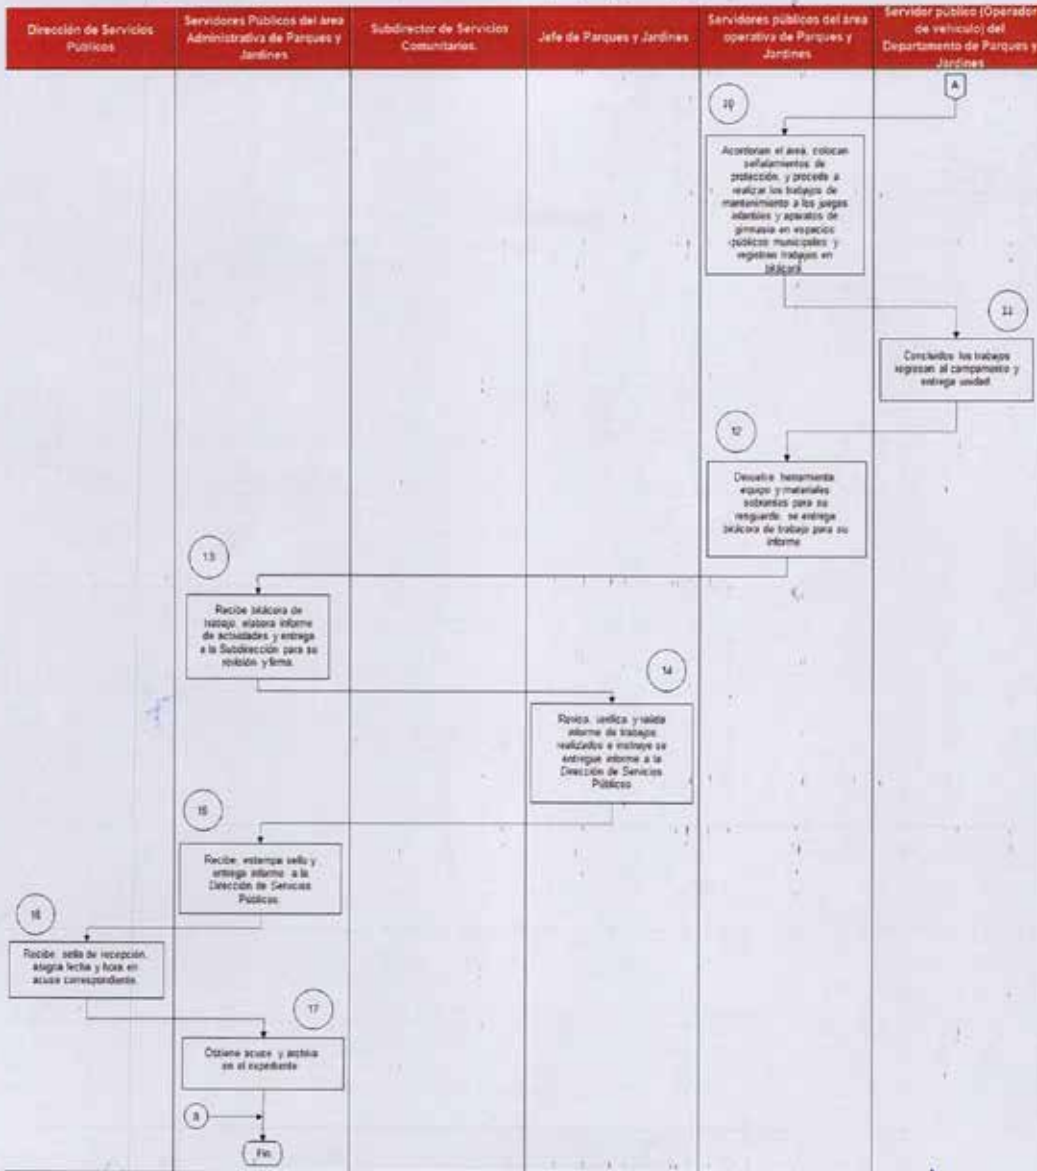 Dirección de Servicios
Públicos
Servidores Públicos del área
Administrativa de Parques y
Jardines
Subdirector de Servicios
Comunitarios.
Jefe de Parques y Jardines
Servidores públicos del área
operativa de Parques y
Jardines
Servidor público (Operador
de vehículo) del
Departamento de Parques y
Jardines
A
10
Acordonan el área, colocan
señalamientos de
protección, y procede a
realizar los trabajos de
mantenimiento a los juegos
infantiles y aparatos de
gimnasia en espacios
públicos municipales y
registran trabajos en
bitácora
11
Concluidos los trabajos
regresan al campamento y
entrega unidad.
12
Devuelve herramienta
equipo y materiales
sobrantes para su
resguardo, se entrega
bitácora de trabajo para su
informe
13
Recibe bitácora de
trabajo, elabora informe
de actividades y entrega
a la Subdirección para su
revisión y firma.
14
Revisa, verifica y valida
informe de trabajos
realizados e instruye se
entregue informe a la
Dirección de Servicios
Públicos
15
Recibe, estampa sello y
entrega informe a la
Dirección de Servicios
Públicos.
16
Recibe, sella de recepción,
asigna fecha y hora en
acuse correspondiente.
17
Obtiene acuse y archiva
en el expediente
Fin